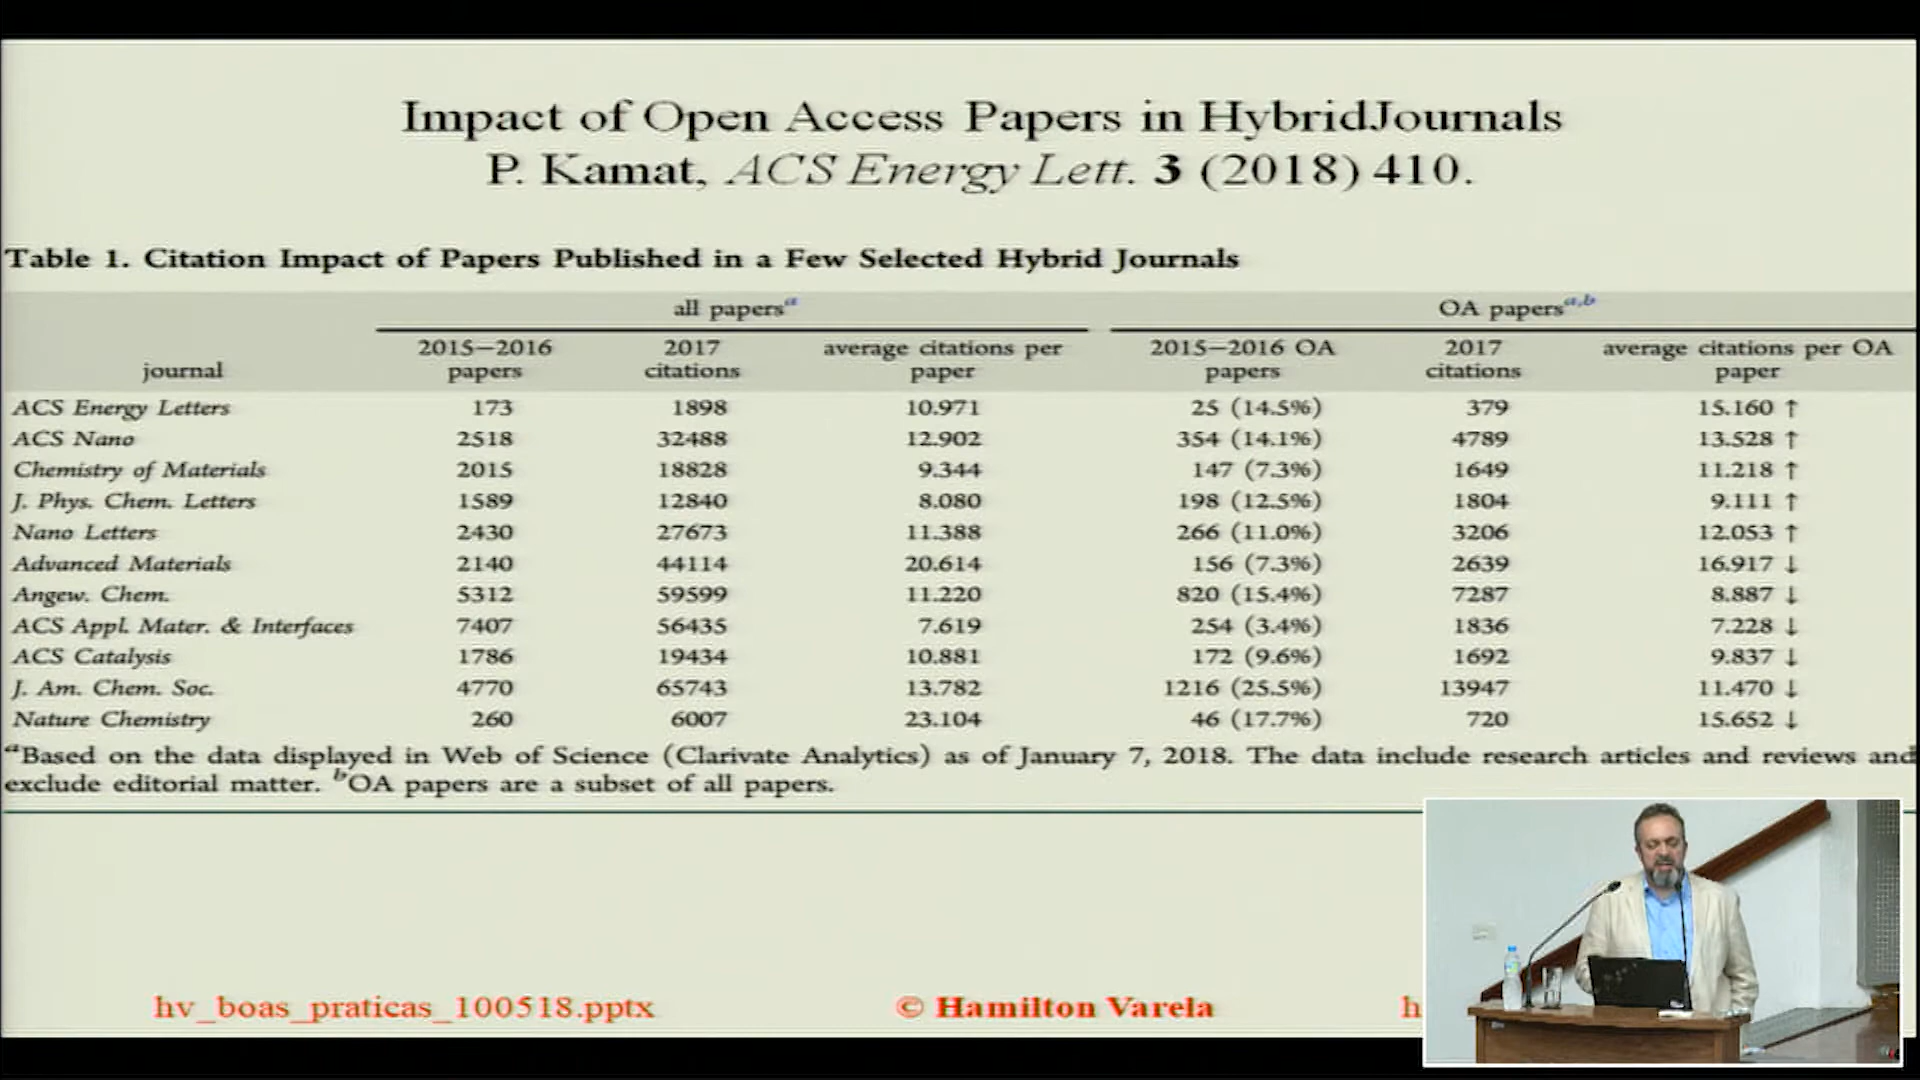 Impact of Open Access Papers in HybridJournals
P. Kamat, ACS Energy Lett. 3 (2018) 410.
Table 1. Citation Impact of Papers Published in a Few Selected Hybrid Journals
all papersᵃ OA papersᵃ,ᵇ
journal 2015–2016 papers 2017 citations average citations per paper 2015–2016 OA papers 2017 citations average citations per OA paper
ACS Energy Letters 173 1898 10.971 25 (14.5%) 379 15.160 ↑
ACS Nano 2518 32488 12.902 354 (14.1%) 4789 13.528 ↑
Chemistry of Materials 2015 18828 9.344 147 (7.3%) 1649 11.218 ↑
J. Phys. Chem. Letters 1589 12840 8.080 198 (12.5%) 1804 9.111 ↑
Nano Letters 2430 27673 11.388 266 (11.0%) 3206 12.053 ↑
Advanced Materials 2140 44114 20.614 156 (7.3%) 2639 16.917 ↓
Angew. Chem. 5312 59599 11.220 820 (15.4%) 7287 8.887 ↓
ACS Appl. Mater. & Interfaces 7407 56435 7.619 254 (3.4%) 1836 7.228 ↓
ACS Catalysis 1786 19434 10.881 172 (9.6%) 1692 9.837 ↓
J. Am. Chem. Soc. 4770 65743 13.782 1216 (25.5%) 13947 11.470 ↓
Nature Chemistry 260 6007 23.104 46 (17.7%) 720 15.652 ↓
ᵃBased on the data displayed in Web of Science (Clarivate Analytics) as of January 7, 2018. The data include research articles and reviews and
exclude editorial matter. ᵇOA papers are a subset of all papers.
hv_boas_praticas_100518.pptx © Hamilton Varela